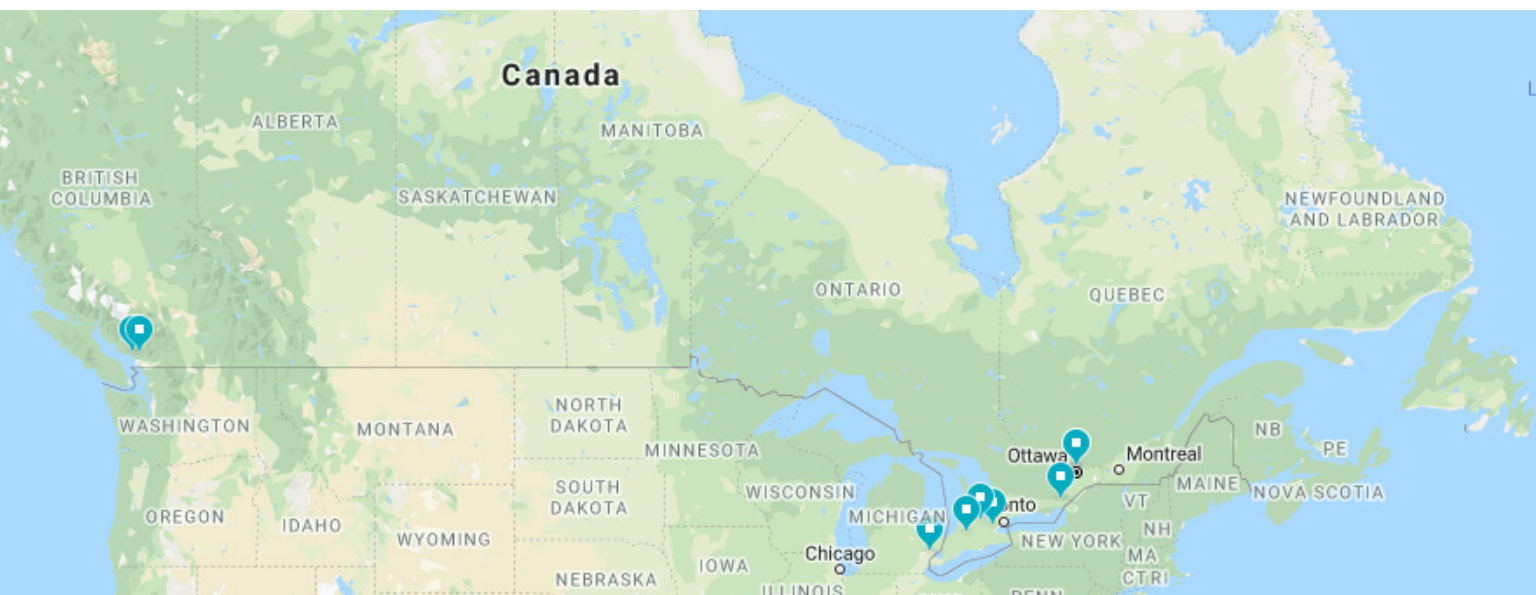 Canada
ALBERTA
MANITOBA
BRITISH
COLUMBIA
SASKATCHEWAN
NEWFOUNDLAND
AND LABRADOR
L
ONTARIO
QUEBEC
WASHINGTON
MONTANA
NORTH
DAKOTA
MINNESOTA
NB
PE
Ottawa
Montreal
MAINE
NOVA SCOTIA
VT
SOUTH
DAKOTA
WISCONSIN
MICHIGAN
onto
OREGON
IDAHO
WYOMING
NEW YORK
NH
MA
CT RI
Chicago
IOWA
NEBRASKA
ILLINOIS
PENN